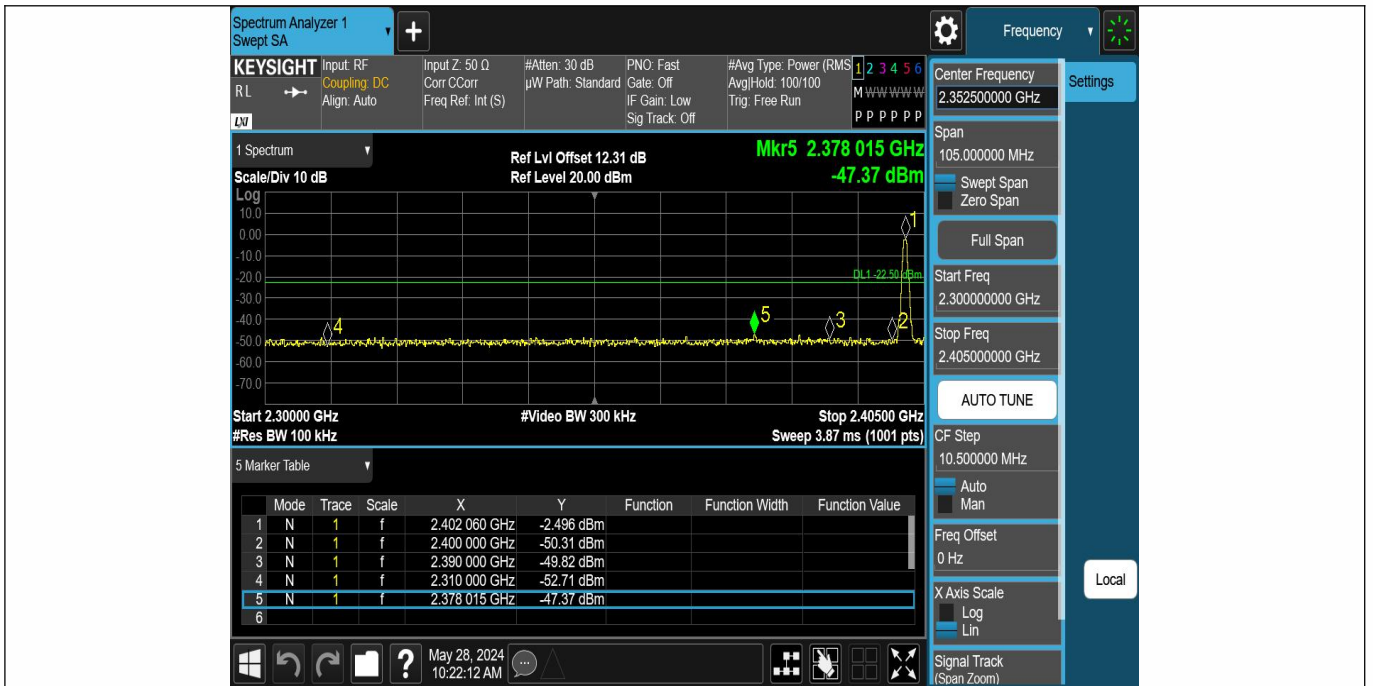 Spectrum Analyzer 1
Swept SA
+
Frequency
KEYSIGHT
RL
LXI
Input: RF
Coupling: DC
Align: Auto
Input Z: 50 Ω
Corr CCorr
Freq Ref: Int (S)
#Atten: 30 dB
µW Path: Standard
PNO: Fast
Gate: Off
IF Gain: Low
Sig Track: Off
#Avg Type: Power (RMS
Avg|Hold: 100/100
Trig: Free Run
1 2 3 4 5 6
M W W W W W
P P P P P P
Center Frequency
2.352500000 GHz
Settings
1 Spectrum
Scale/Div 10 dB
Ref Lvl Offset 12.31 dB
Ref Level 20.00 dBm
Mkr5 2.378 015 GHz
-47.37 dBm
Log
10.0
0.00
-10.0
-20.0
-30.0
-40.0
-50.0
-60.0
-70.0
DL1 -22.50 dBm
1
2
3
4
5
Start 2.30000 GHz
#Res BW 100 kHz
#Video BW 300 kHz
Stop 2.40500 GHz
Sweep 3.87 ms (1001 pts)
Span
105.000000 MHz
Swept Span
Zero Span
Full Span
Start Freq
2.300000000 GHz
Stop Freq
2.405000000 GHz
AUTO TUNE
CF Step
10.500000 MHz
Auto
Man
Freq Offset
0 Hz
X Axis Scale
Log
Lin
Signal Track
(Span Zoom)
Local
5 Marker Table
Mode Trace Scale X Y Function Function Width Function Value
1 N 1 f 2.402 060 GHz -2.496 dBm
2 N 1 f 2.400 000 GHz -50.31 dBm
3 N 1 f 2.390 000 GHz -49.82 dBm
4 N 1 f 2.310 000 GHz -52.71 dBm
5 N 1 f 2.378 015 GHz -47.37 dBm
6
?
May 28, 2024
10:22:12 AM